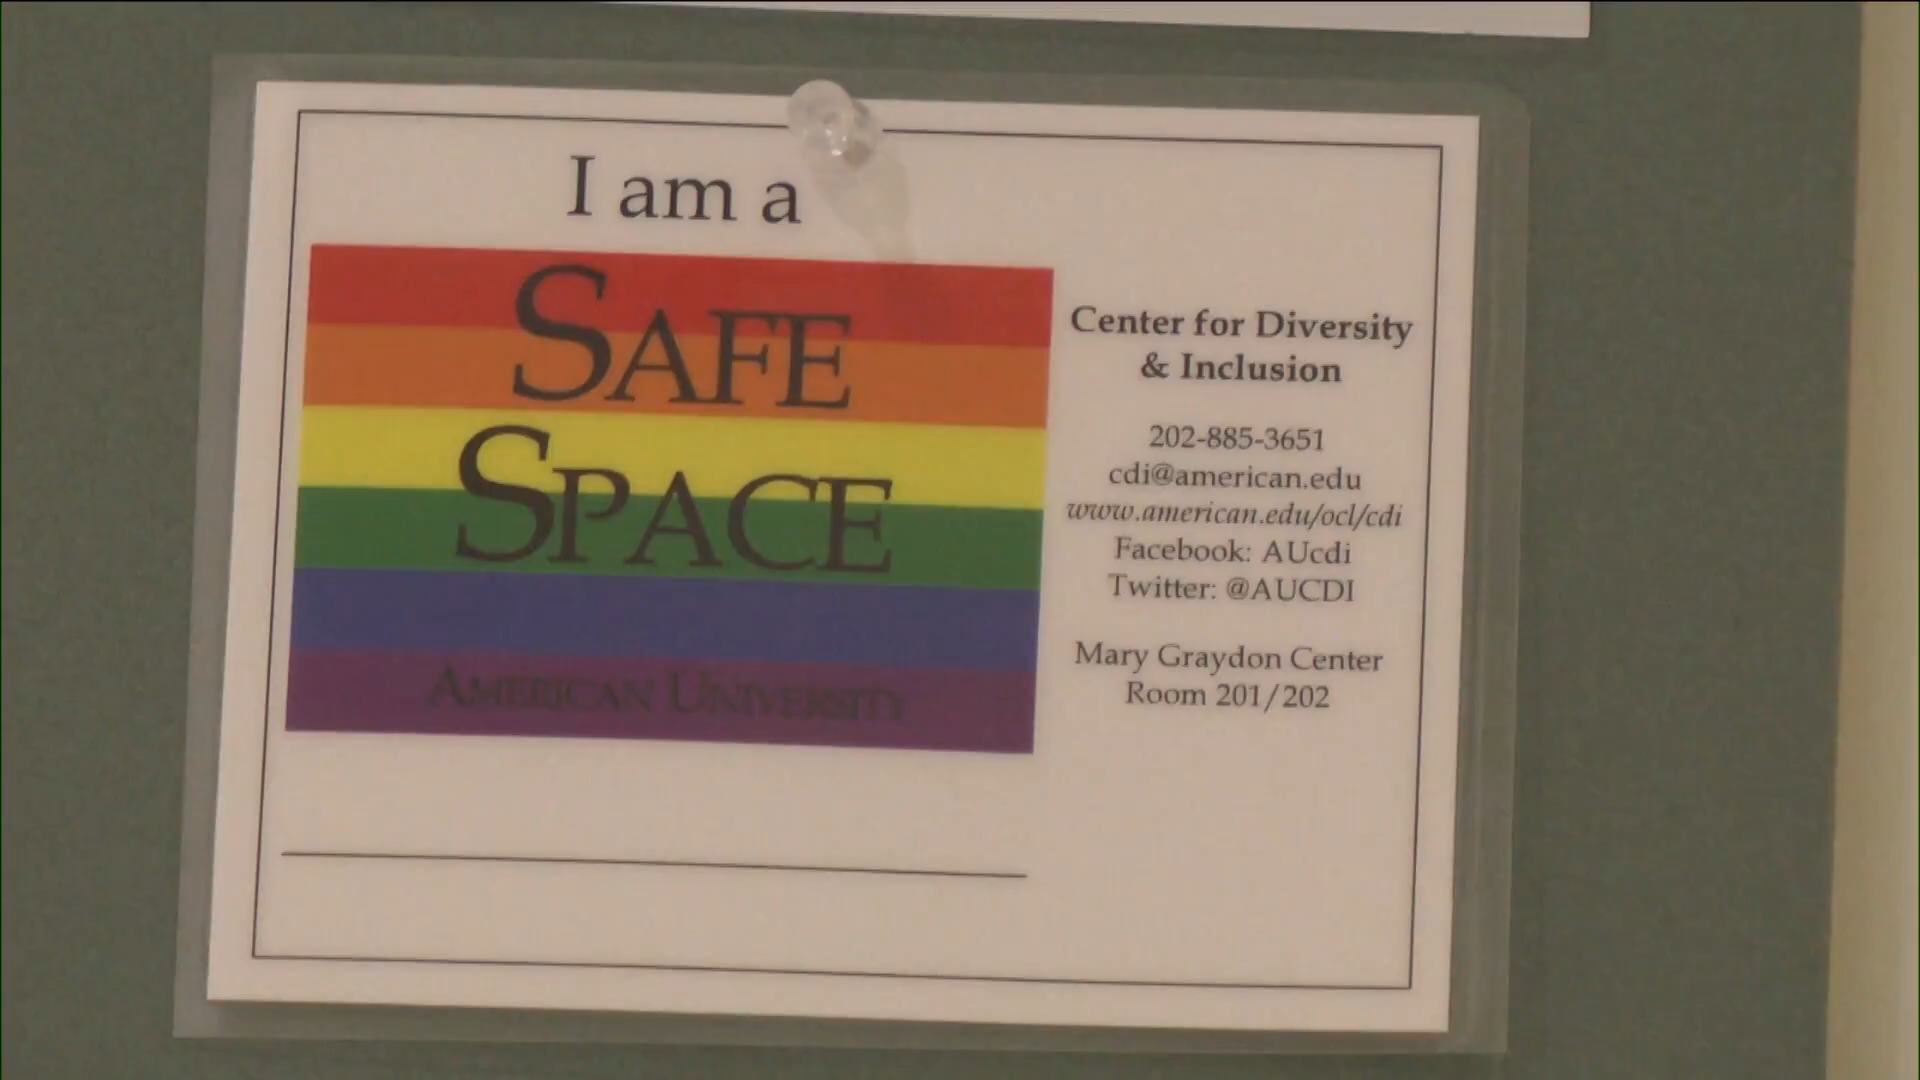 I am a
SAFE
SPACE
AMERICAN UNIVERSITY
Center for Diversity
& Inclusion
202-885-3651
cdi@american.edu
www.american.edu/ocl/cdi
Facebook: AUcdi
Twitter: @AUCDI
Mary Graydon Center
Room 201/202